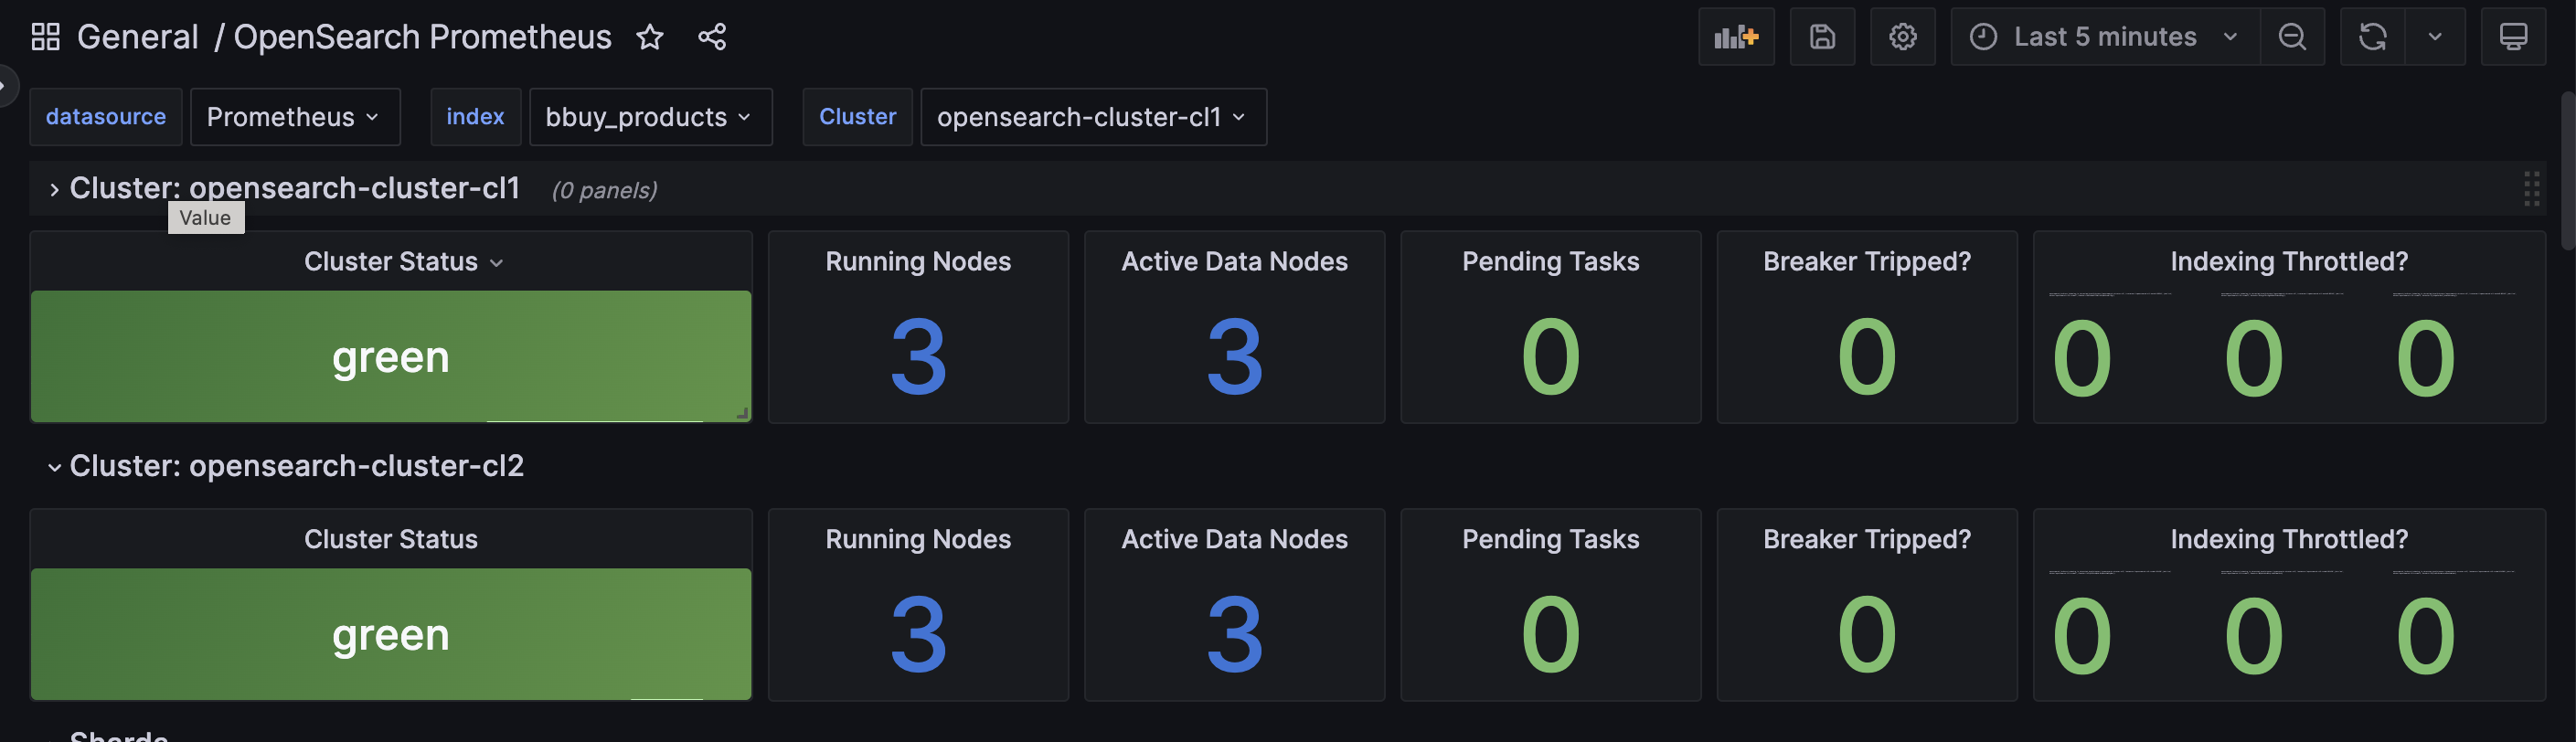 General / OpenSearch Prometheus
Last 5 minutes
datasource Prometheus index bbuy_products Cluster opensearch-cluster-cl1
Cluster: opensearch-cluster-cl1 (0 panels)
Value
Cluster Status Running Nodes Active Data Nodes Pending Tasks Breaker Tripped? Indexing Throttled?
green 3 3 0 0 0 0 0
Cluster: opensearch-cluster-cl2
Cluster Status Running Nodes Active Data Nodes Pending Tasks Breaker Tripped? Indexing Throttled?
green 3 3 0 0 0 0 0
Shards